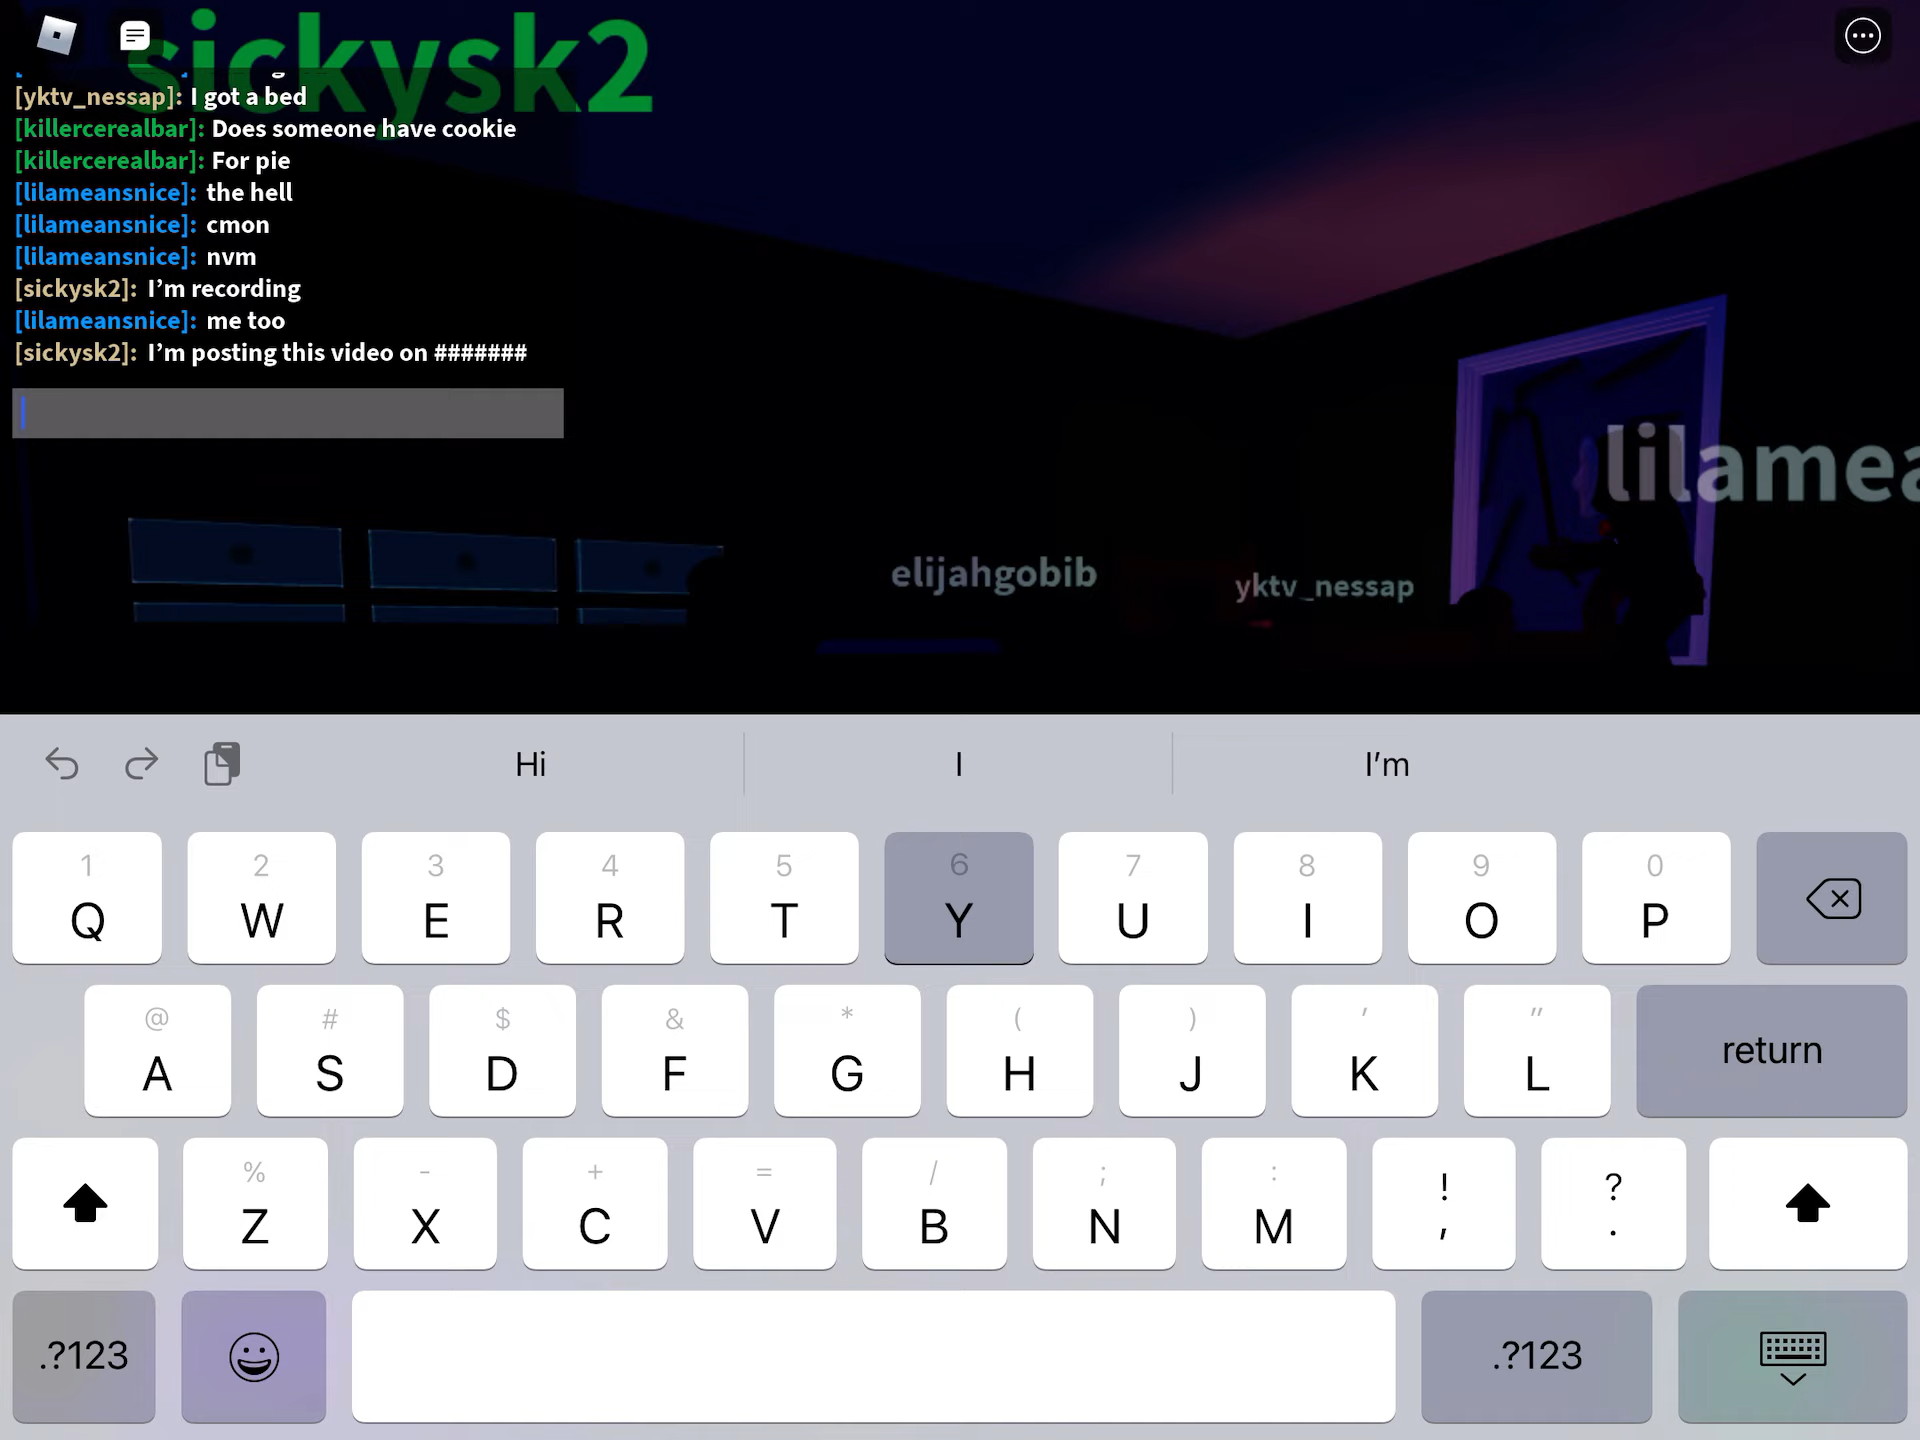 sickysk2
[yktv_nessap]: I got a bed
[killercerealbar]: Does someone have cookie
[killercerealbar]: For pie
[lilameansnice]: the hell
[lilameansnice]: cmon
[lilameansnice]: nvm
[sickysk2]: I’m recording
[lilameansnice]: me too
[sickysk2]: I’m posting this video on #######
lilamea
elijahgobib
yktv_nessap
Hi I I’m
1 2 3 4 5 6 7 8 9 0
Q W E R T Y U I O P
@ # $ & * ( ) ' "
A S D F G H J K L return
% - + = / ; : ! ?
Z X C V B N M , .
.?123 .?123